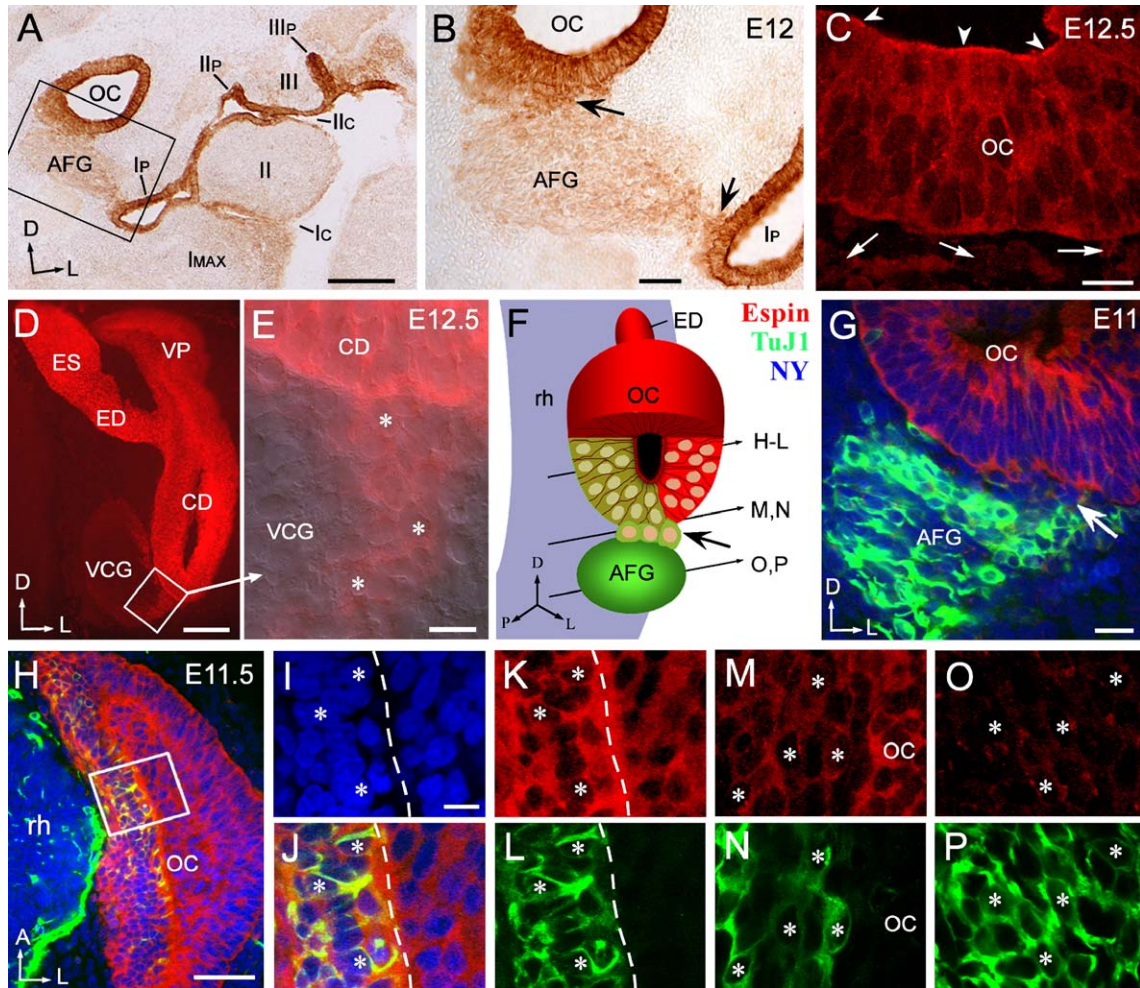 A
OC
AFG
IP
IIP
IIIP
III
IIC
II
IC
IMAX
D
L
B
OC
E12
AFG
IP
C
E12.5
OC
D
ES
VP
ED
CD
VCG
D
L
E
E12.5
CD
*
*
VCG
*
F
ED
Espin
TuJ1
NY
rh
OC
H-L
M,N
AFG
O,P
D
P
L
G
E11
OC
AFG
D
L
H
E11.5
rh
OC
A
L
I
*
*
*
K
*
*
*
M
*
*
*
OC
*
O
*
*
*
*
J
*
*
*
L
*
*
*
N
*
*
*
OC
*
P
*
*
*
*